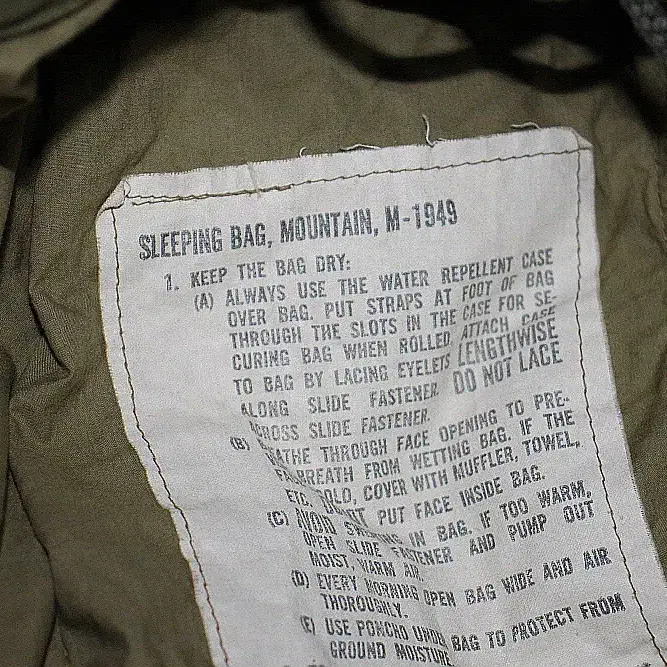 SLEEPING BAG, MOUNTAIN, M-1949
1. KEEP THE BAG DRY:
(A) ALWAYS USE THE WATER REPELLENT CASE
OVER BAG. PUT STRAPS AT FOOT OF BAG
THROUGH THE SLOTS IN THE CASE FOR SE-
CURING BAG WHEN ROLLED. ATTACH CASE
TO BAG BY LACING EYELETS LENGTHWISE
ALONG SLIDE FASTENER. DO NOT LACE
ACROSS SLIDE FASTENER.
(B) THROUGH FACE OPENING TO PRE-
BREATH FROM WETTING BAG. IF THE
COLD, COVER WITH MUFFLER, TOWEL,
ETC. PUT FACE INSIDE BAG.
(C) AVOID IN BAG. IF TOO WARM,
OPEN SLIDE FASTENER AND PUMP OUT
MOIST, WARM AIR.
(D) EVERY MORNING OPEN BAG WIDE AND AIR
THOROUGHLY.
(E) USE PONCHO BAG TO PROTECT FROM
GROUND MOISTURE